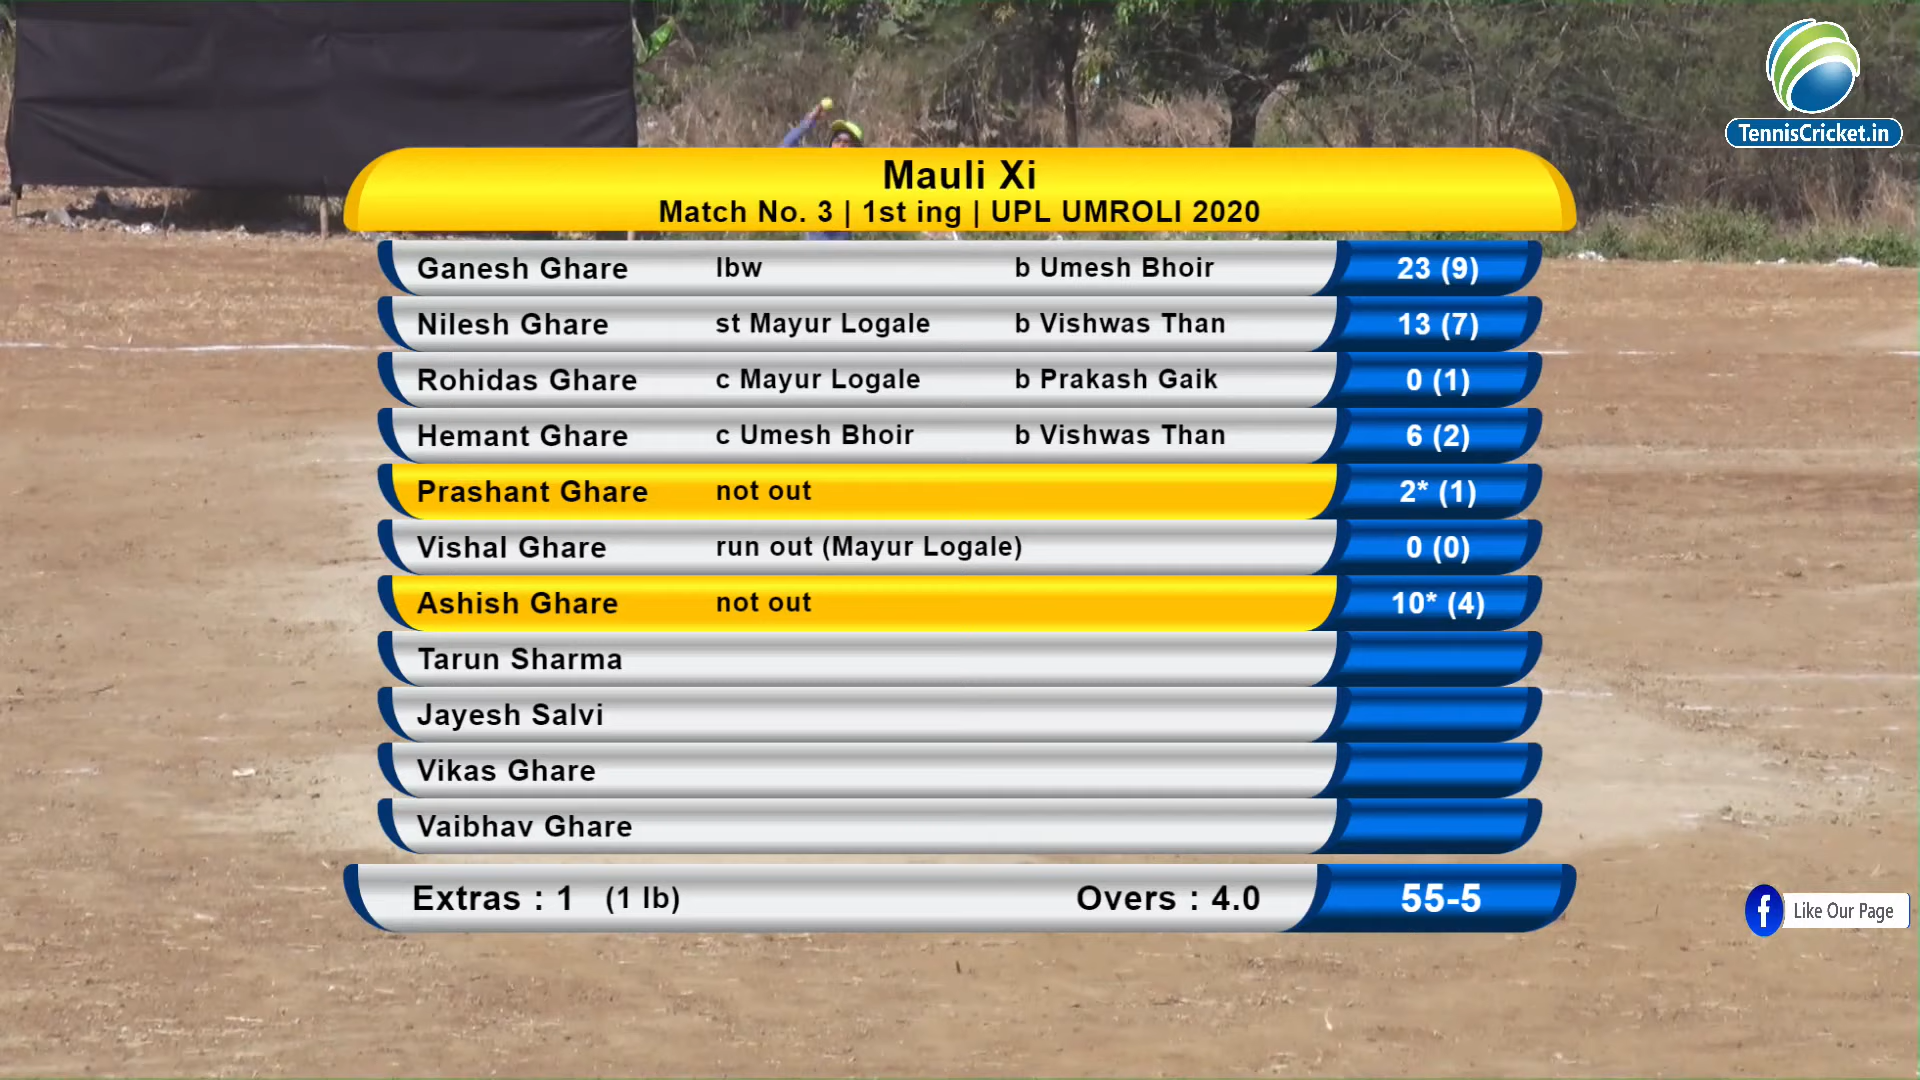 TennisCricket.in
Mauli Xi
Match No. 3 | 1st ing | UPL UMROLI 2020
Ganesh Ghare lbw b Umesh Bhoir 23 (9)
Nilesh Ghare st Mayur Logale b Vishwas Than 13 (7)
Rohidas Ghare c Mayur Logale b Prakash Gaik 0 (1)
Hemant Ghare c Umesh Bhoir b Vishwas Than 6 (2)
Prashant Ghare not out 2* (1)
Vishal Ghare run out (Mayur Logale) 0 (0)
Ashish Ghare not out 10* (4)
Tarun Sharma
Jayesh Salvi
Vikas Ghare
Vaibhav Ghare
Extras : 1 (1 lb) Overs : 4.0 55-5
f Like Our Page